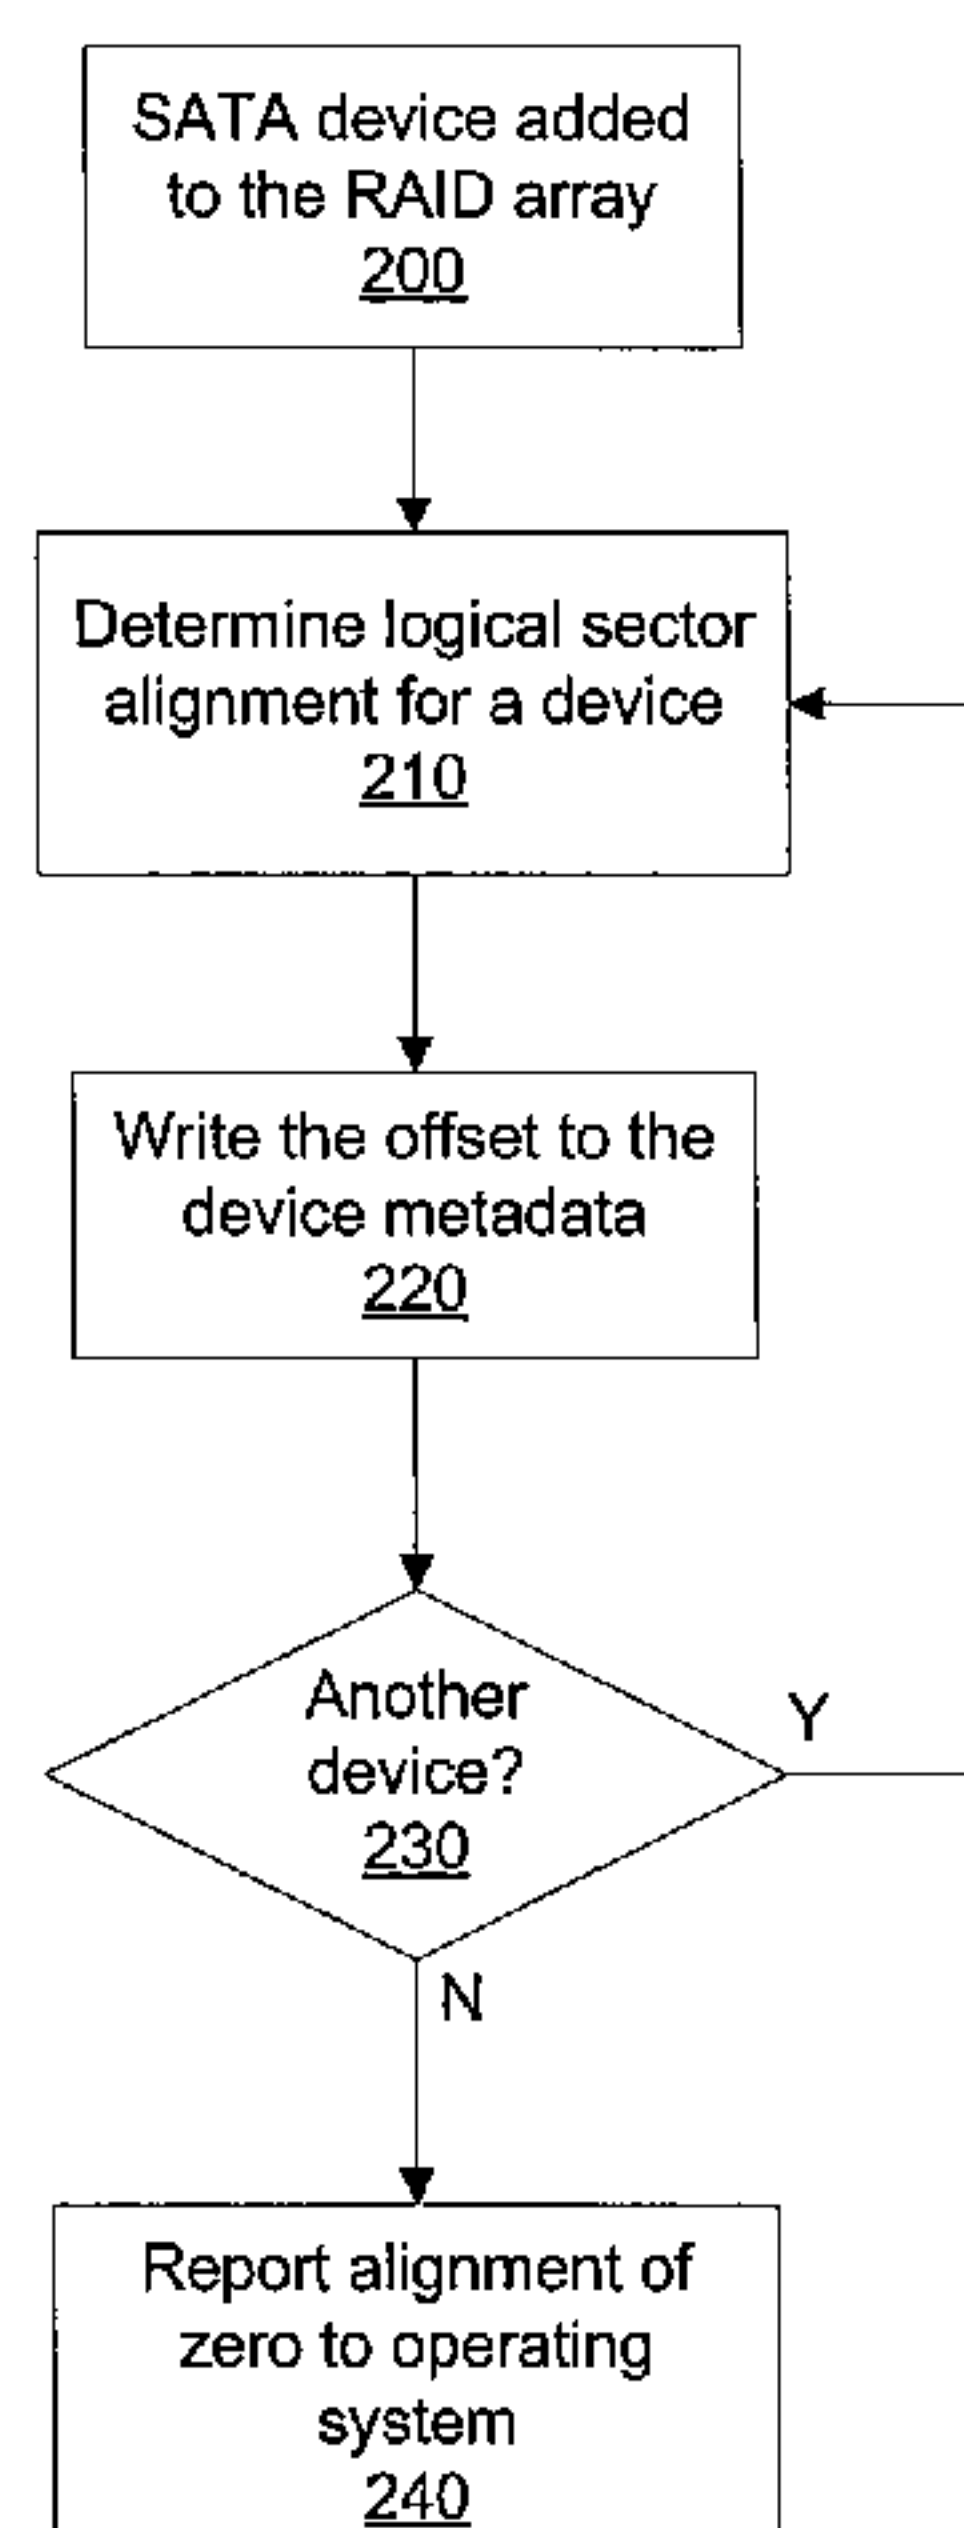 SATA device added
to the RAID array
200
Determine logical sector
alignment for a device
210
Write the offset to the
device metadata
220
Another
device?
230
Y
N
Report alignment of
zero to operating
system
240